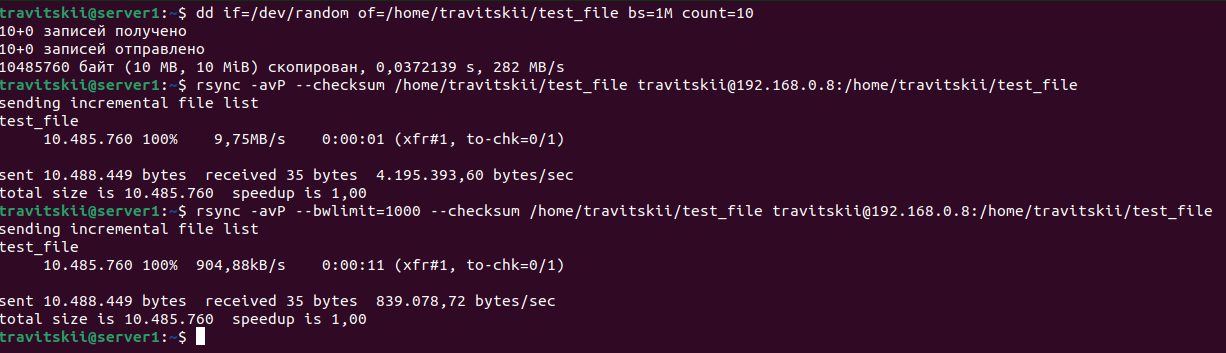 travitskii@server1:~$ dd if=/dev/random of=/home/travitskii/test_file bs=1M count=10
10+0 записей получено
10+0 записей отправлено
10485760 байт (10 MB, 10 MiB) скопирован, 0,0372139 s, 282 MB/s
travitskii@server1:~$ rsync -avP --checksum /home/travitskii/test_file travitskii@192.168.0.8:/home/travitskii/test_file
sending incremental file list
test_file
     10.485.760 100%    9,75MB/s    0:00:01 (xfr#1, to-chk=0/1)

sent 10.488.449 bytes  received 35 bytes  4.195.393,60 bytes/sec
total size is 10.485.760  speedup is 1,00
travitskii@server1:~$ rsync -avP --bwlimit=1000 --checksum /home/travitskii/test_file travitskii@192.168.0.8:/home/travitskii/test_file
sending incremental file list
test_file
     10.485.760 100%  904,88kB/s    0:00:11 (xfr#1, to-chk=0/1)

sent 10.488.449 bytes  received 35 bytes  839.078,72 bytes/sec
total size is 10.485.760  speedup is 1,00
travitskii@server1:~$